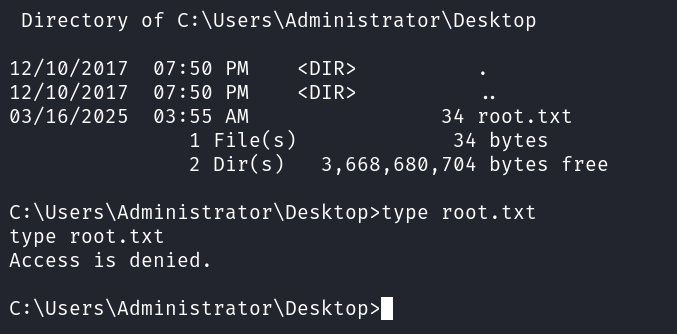 Directory of C:\Users\Administrator\Desktop
12/10/2017  07:50 PM    <DIR>          .
12/10/2017  07:50 PM    <DIR>          ..
03/16/2025  03:55 AM                34 root.txt
               1 File(s)             34 bytes
               2 Dir(s)   3,668,680,704 bytes free
C:\Users\Administrator\Desktop>type root.txt
type root.txt
Access is denied.
C:\Users\Administrator\Desktop>